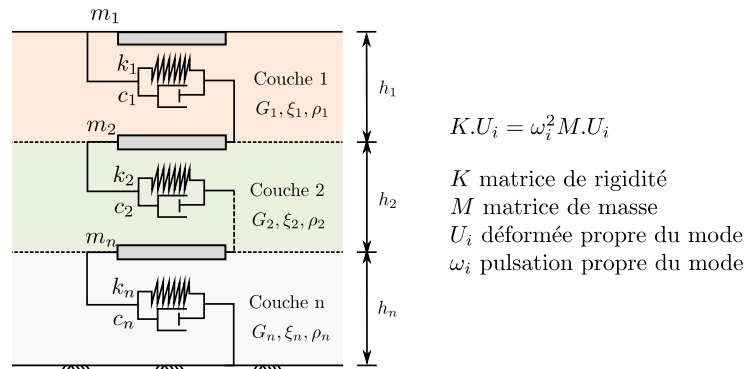 m₁
k₁
c₁
Couche 1
G₁, ξ₁, ρ₁
h₁
m₂
k₂
c₂
Couche 2
G₂, ξ₂, ρ₂
h₂
mₙ
kₙ
cₙ
Couche n
Gₙ, ξₙ, ρₙ
hₙ
K.Uᵢ = ωᵢ²M.Uᵢ
K matrice de rigidité
M matrice de masse
Uᵢ déformée propre du mode
ωᵢ pulsation propre du mode